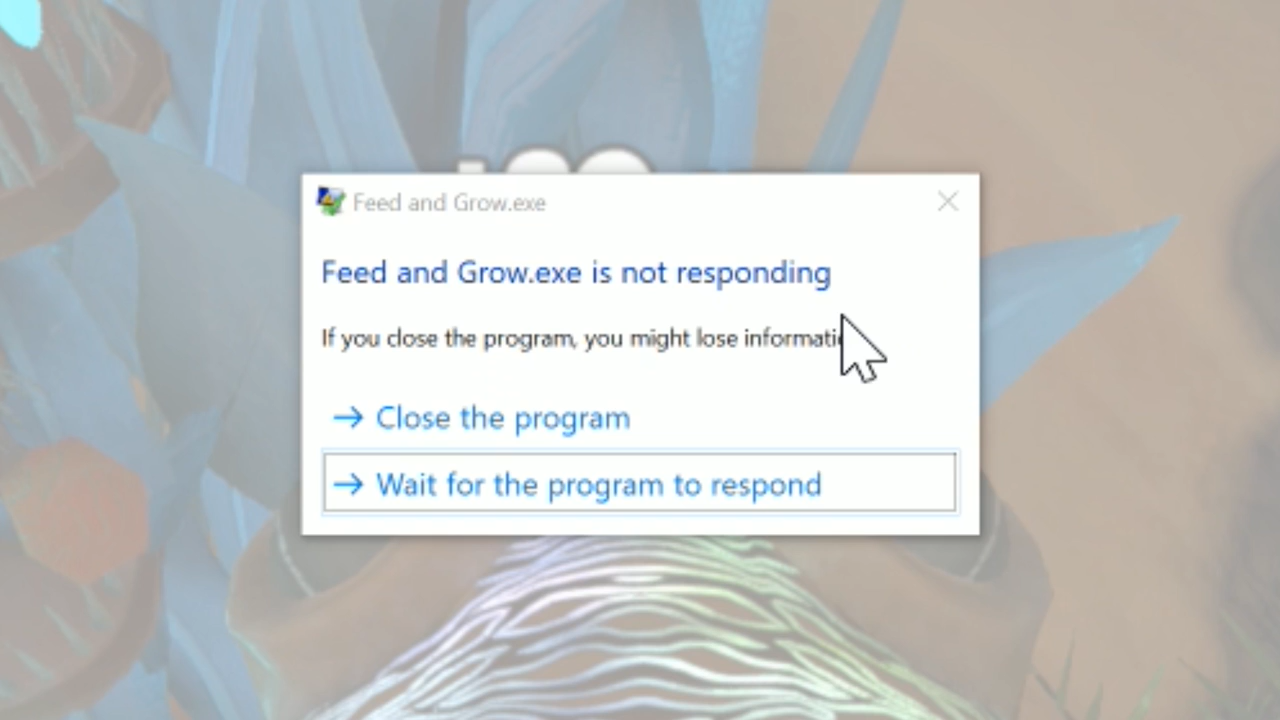 Feed and Grow.exe
Feed and Grow.exe is not responding
If you close the program, you might lose
Close the program
Wait for the program to respond